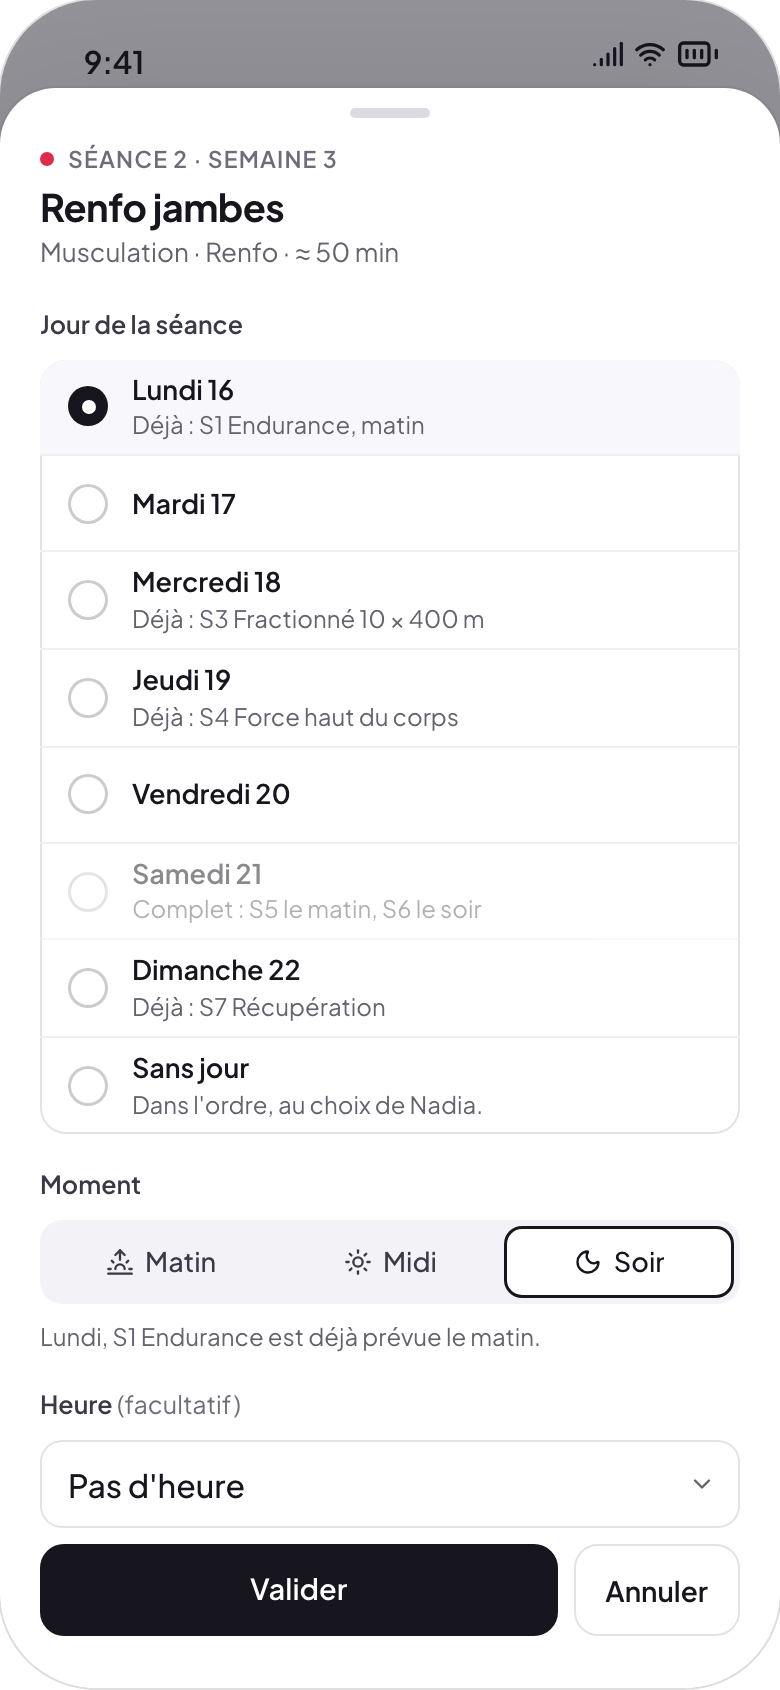 9:41
SÉANCE 2 · SEMAINE 3
Renfo jambes
Musculation · Renfo · ≈ 50 min
Jour de la séance
Lundi 16
Déjà : S1 Endurance, matin
Mardi 17
Mercredi 18
Déjà : S3 Fractionné 10 × 400 m
Jeudi 19
Déjà : S4 Force haut du corps
Vendredi 20
Samedi 21
Complet : S5 le matin, S6 le soir
Dimanche 22
Déjà : S7 Récupération
Sans jour
Dans l'ordre, au choix de Nadia.
Moment
Matin Midi Soir
Lundi, S1 Endurance est déjà prévue le matin.
Heure (facultatif)
Pas d'heure
Valider Annuler